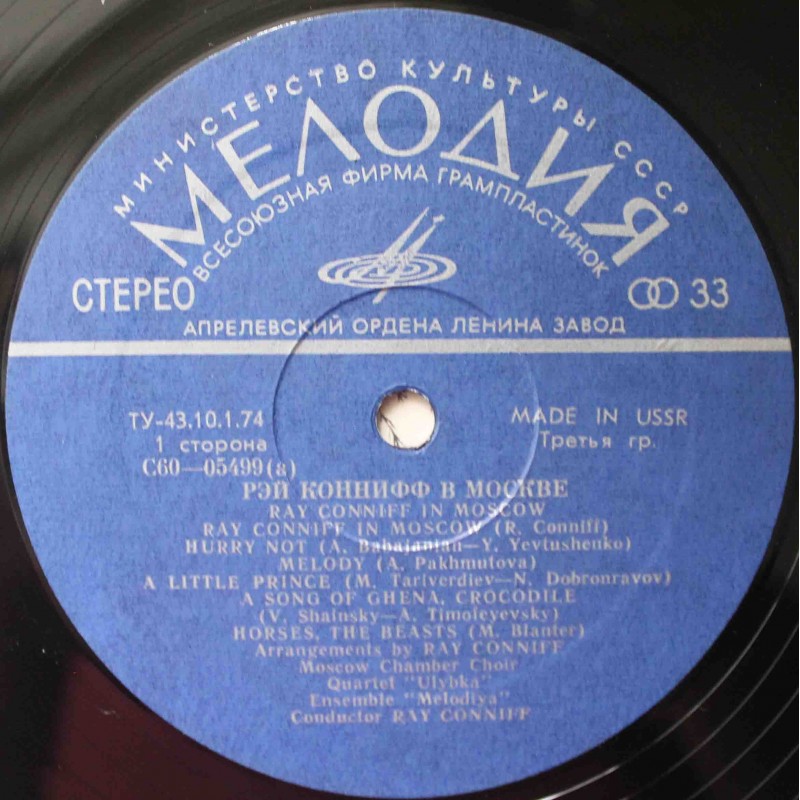 МИНИСТЕРСТВО КУЛЬТУРЫ СССР
МЕЛОДИЯ
ВСЕСОЮЗНАЯ ФИРМА ГРАМПЛАСТИНОК
СТЕРЕО
33
АПРЕЛЕВСКИЙ ОРДЕНА ЛЕНИНА ЗАВОД
ТУ-43.10.1.74
MADE IN USSR
1 сторона
Третья гр.
С60—05499(а)
РЭЙ КОННИФФ В МОСКВЕ
RAY CONNIFF IN MOSCOW
RAY CONNIFF IN MOSCOW (R. Conniff)
HURRY NOT (A. Babajanian—Y. Yevtushenko)
MELODY (A. Pakhmutova)
A LITTLE PRINCE (M. Tariverdiev—N. Dobronravov)
A SONG OF GHENA, CROCODILE
(V. Shainsky—A. Timoleyevsky)
HORSES, THE BEASTS (M. Blanter)
Arrangements by RAY CONNIFF
Moscow Chamber Choir
Quartet "Ulybka"
Ensemble "Melodiya"
Conductor RAY CONNIFF